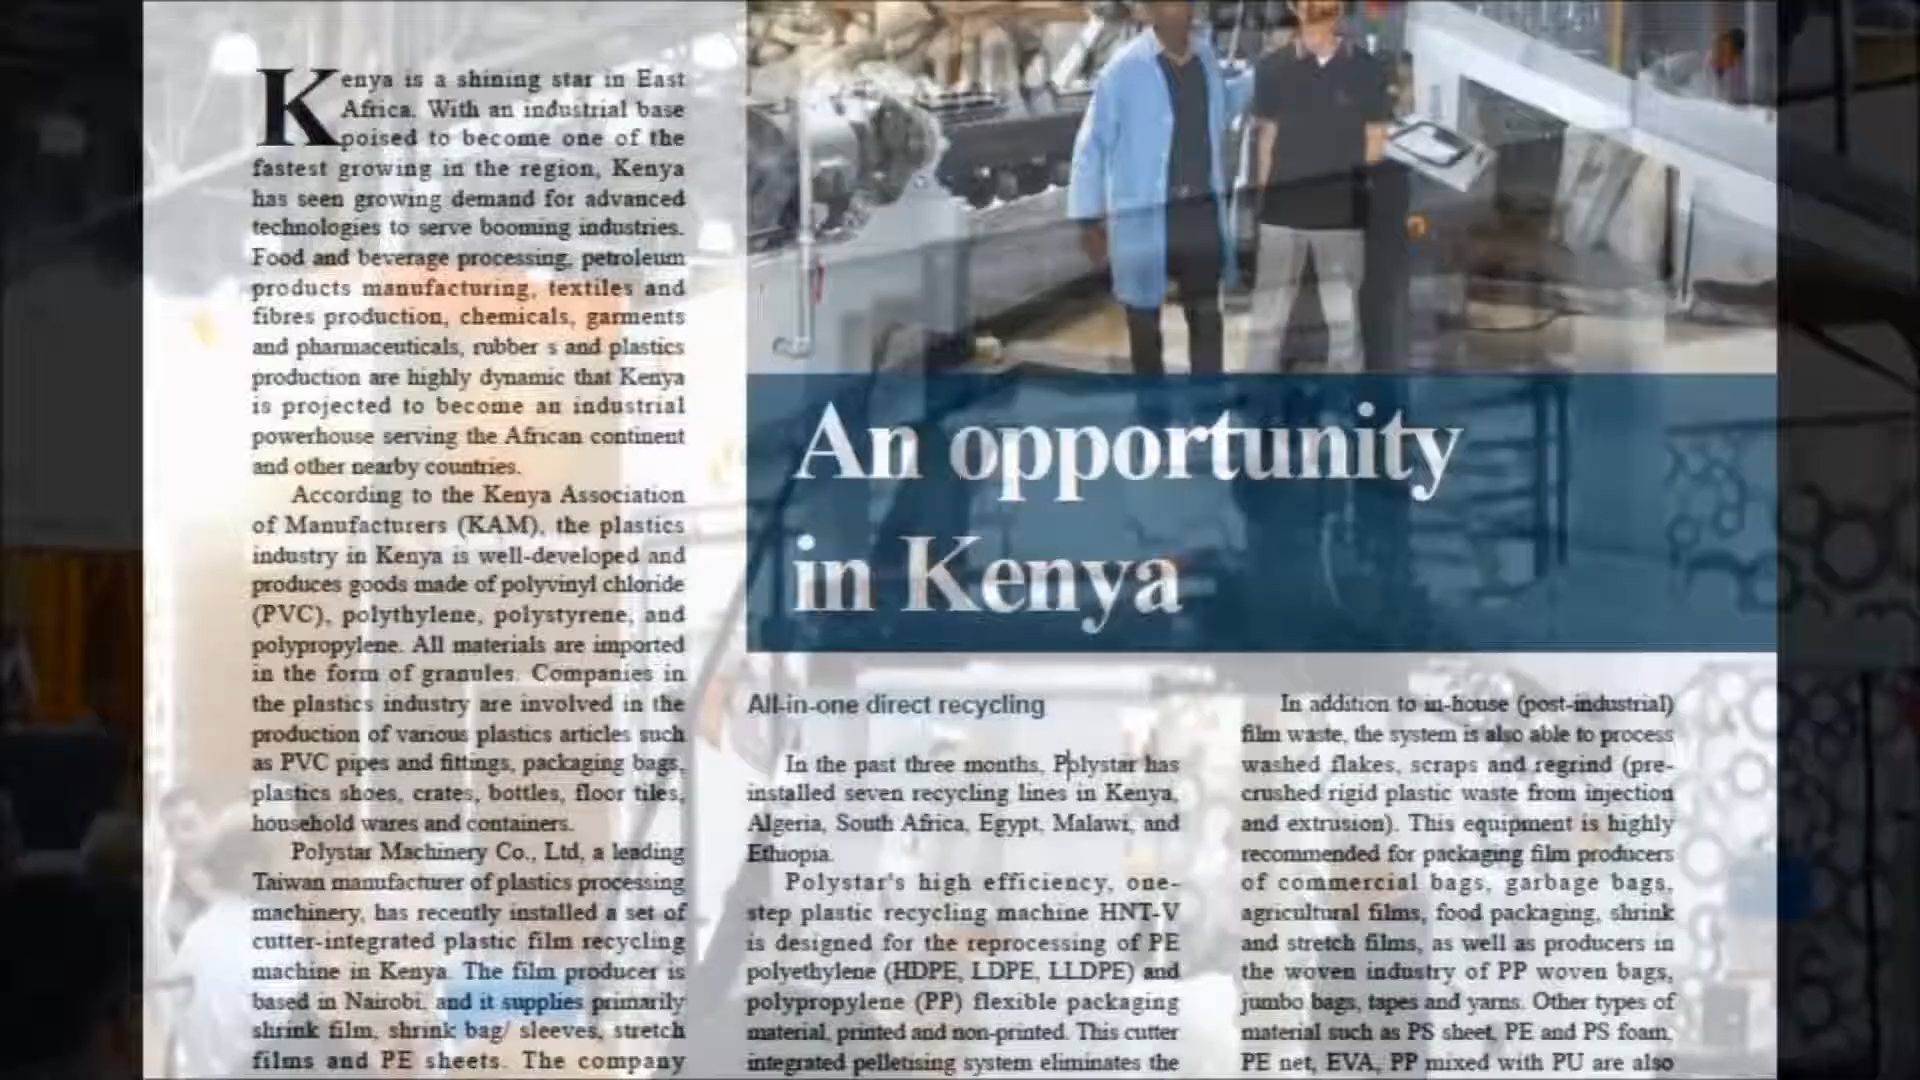 Kenya is a shining star in East
Africa. With an industrial base
poised to become one of the
fastest growing in the region, Kenya
has seen growing demand for advanced
technologies to serve booming industries.
Food and beverage processing, petroleum
products manufacturing, textiles and
fibres production, chemicals, garments
and pharmaceuticals, rubber s and plastics
production are highly dynamic that Kenya
is projected to become an industrial
powerhouse serving the African continent
and other nearby countries.
According to the Kenya Association
of Manufacturers (KAM), the plastics
industry in Kenya is well-developed and
produces goods made of polyvinyl chloride
(PVC), polythylene, polystyrene, and
polypropylene. All materials are imported
in the form of granules. Companies in
the plastics industry are involved in the
production of various plastics articles such
as PVC pipes and fittings, packaging bags,
plastics shoes, crates, bottles, floor tiles,
household wares and containers.
Polystar Machinery Co., Ltd, a leading
Taiwan manufacturer of plastics processing
machinery, has recently installed a set of
cutter-integrated plastic film recycling
machine in Kenya. The film producer is
based in Nairobi, and it supplies primarily
shrink film, shrink bag/ sleeves, stretch
films and PE sheets. The company
An opportunity
in Kenya
All-in-one direct recycling
In the past three months, Polystar has
installed seven recycling lines in Kenya,
Algeria, South Africa, Egypt, Malawi, and
Ethiopia.
Polystar's high efficiency, one-
step plastic recycling machine HNT-V
is designed for the reprocessing of PE
polyethylene (HDPE, LDPE, LLDPE) and
polypropylene (PP) flexible packaging
material, printed and non-printed. This cutter
integrated pelletising system eliminates the
In addition to in-house (post-industrial)
film waste, the system is also able to process
washed flakes, scraps and regrind (pre-
crushed rigid plastic waste from injection
and extrusion). This equipment is highly
recommended for packaging film producers
of commercial bags, garbage bags,
agricultural films, food packaging, shrink
and stretch films, as well as producers in
the woven industry of PP woven bags,
jumbo bags, tapes and yarns. Other types of
material such as PS sheet, PE and PS foam,
PE net, EVA, PP mixed with PU are also